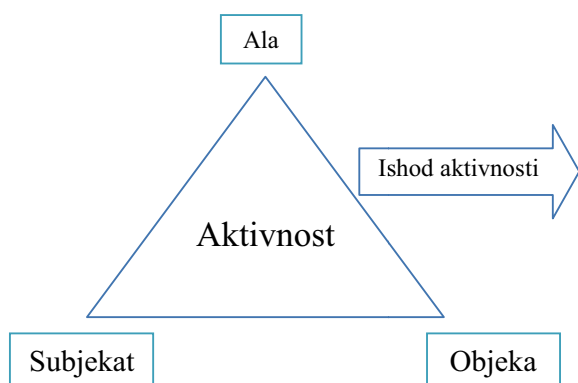 Ala
Ishod aktivnosti
Aktivnost
Subjekat
Objeka